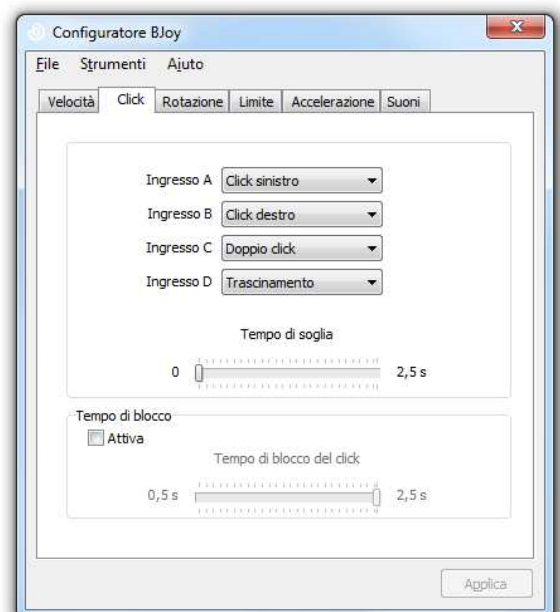 Configuratore BJoy
File Strumenti Aiuto
Velocità Click Rotazione Limite Accelerazione Suoni
Ingresso A Click sinistro
Ingresso B Click destro
Ingresso C Doppio click
Ingresso D Trascinamento
Tempo di soglia
0 2,5 s
Tempo di blocco
Attiva
Tempo di blocco del click
0,5 s 2,5 s
Applica